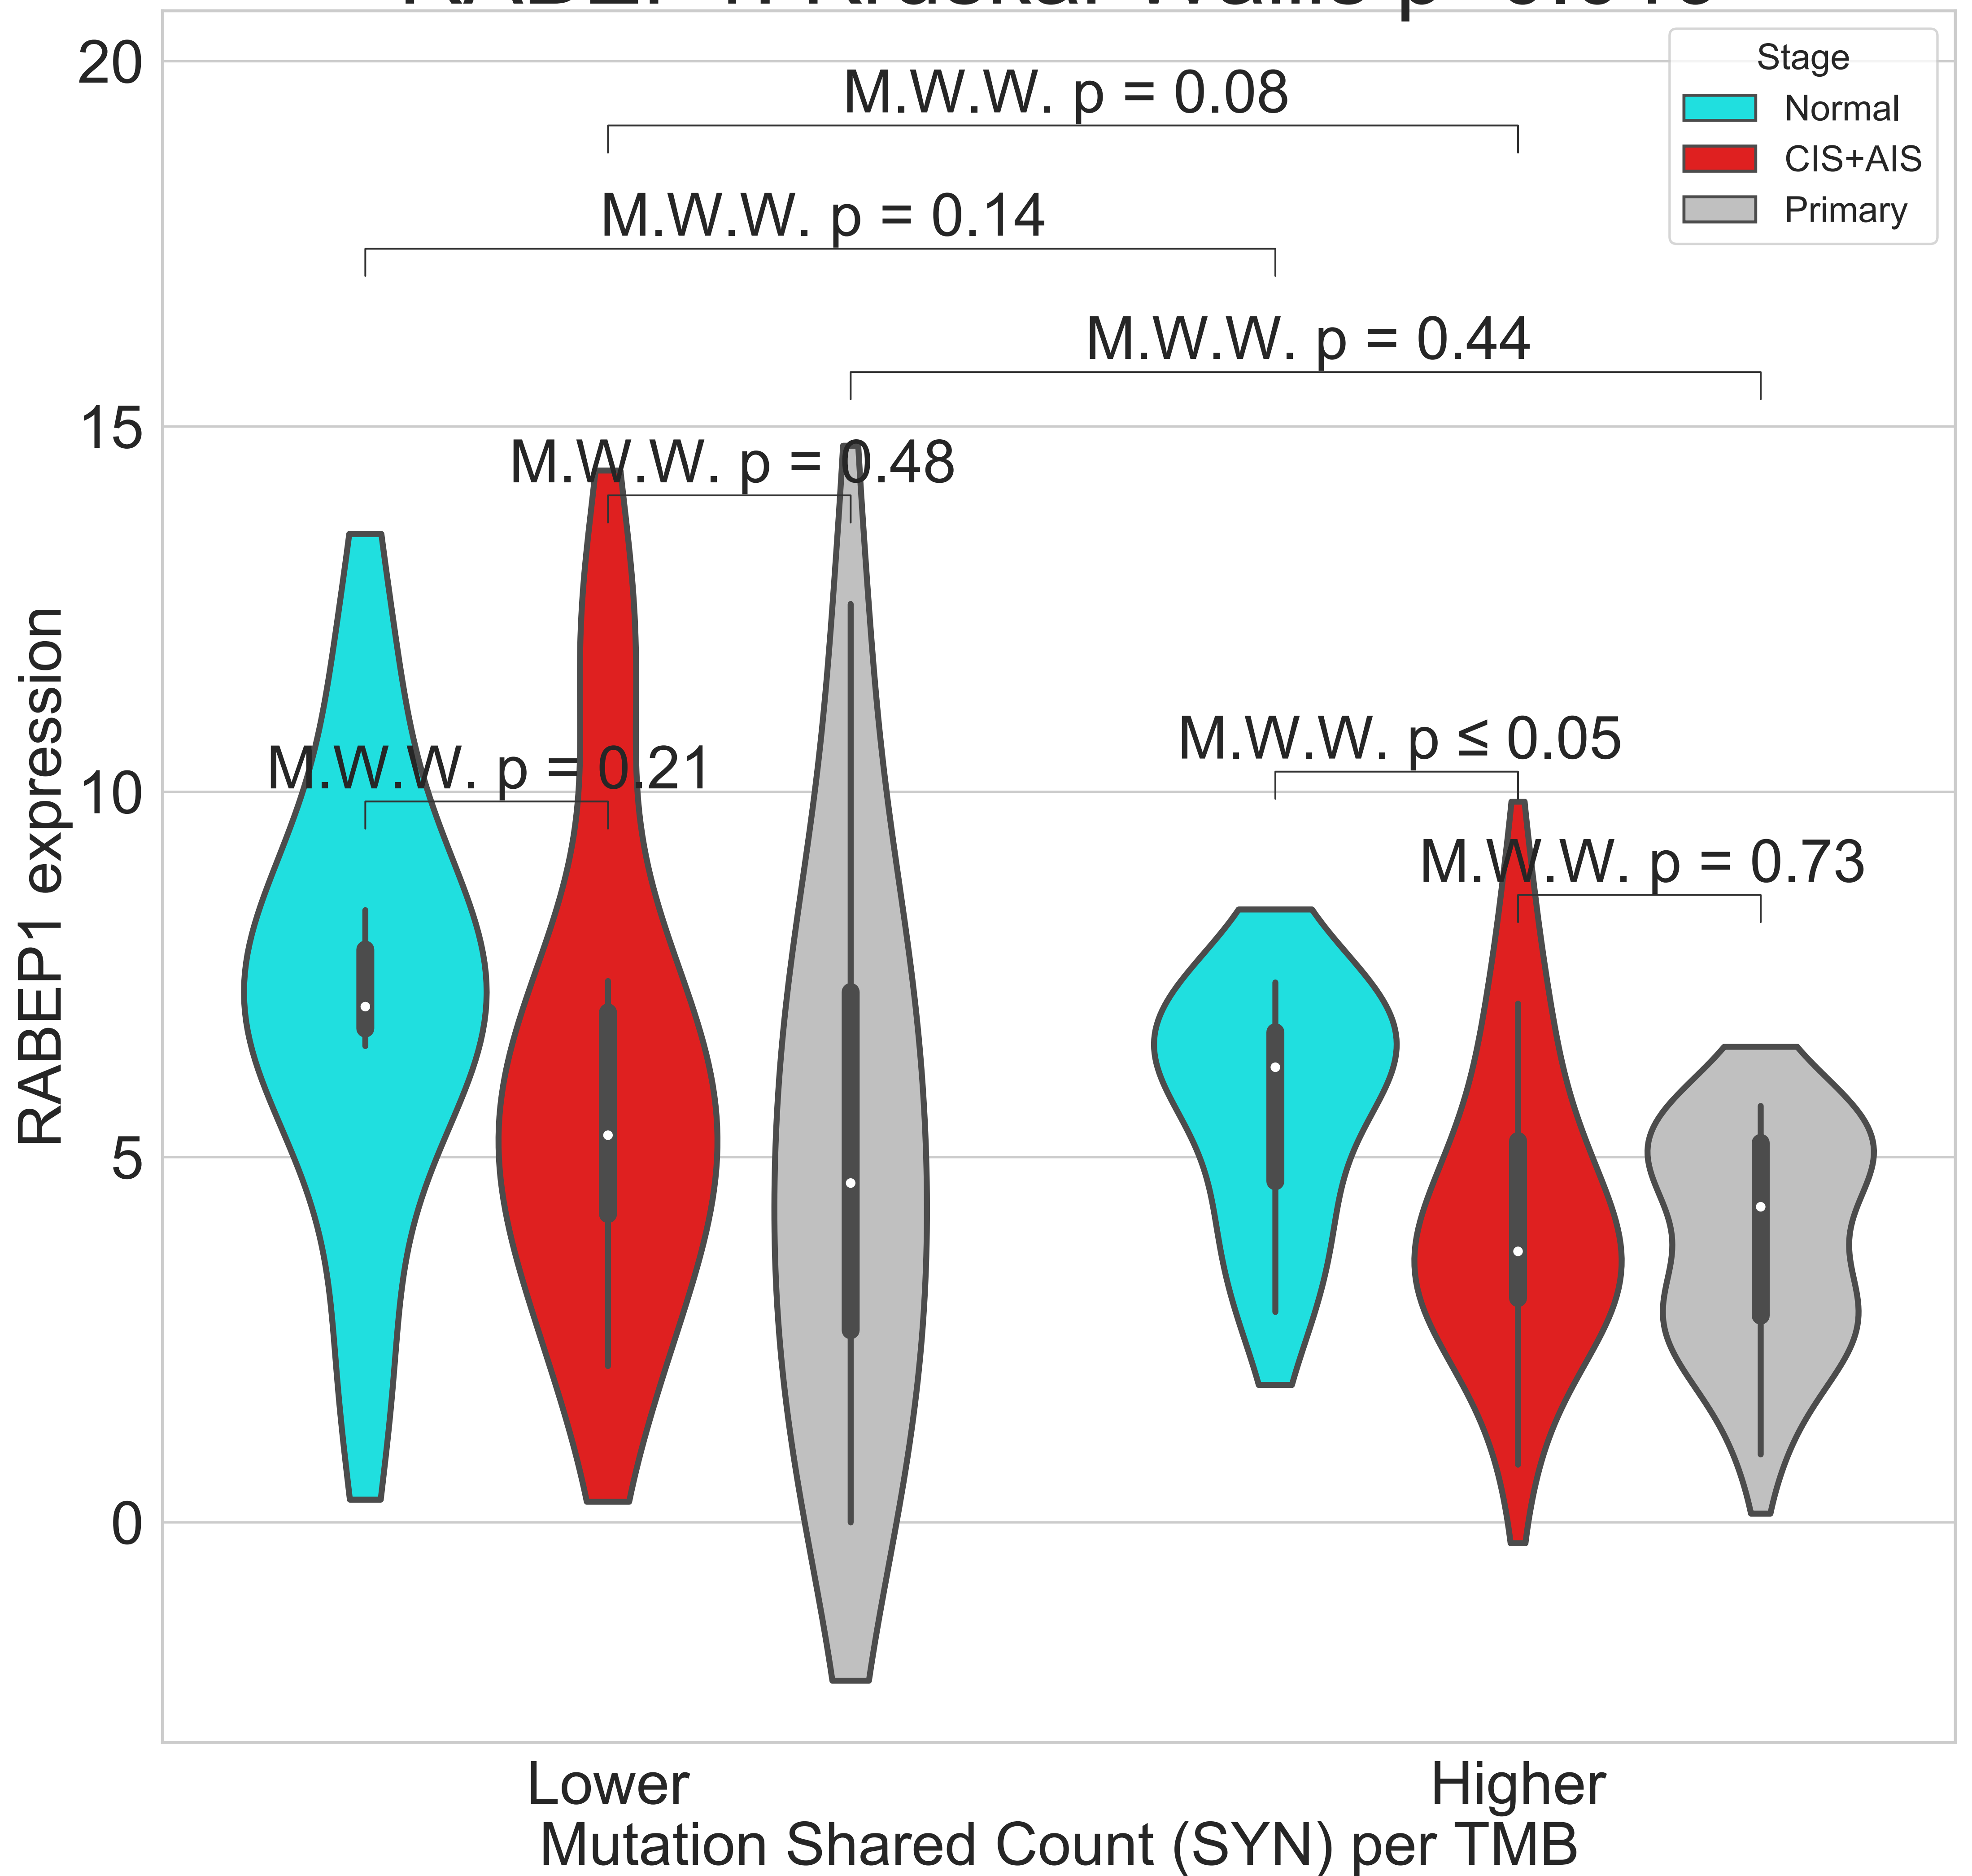 Stage
Normal
CIS+AIS
Primary
M.W.W. p = 0.08
M.W.W. p = 0.14
M.W.W. p = 0.44
M.W.W. p = 0.48
M.W.W. p ≤ 0.05
M.W.W. p = 0.21
M.W.W. p = 0.73
20
15
10
5
0
RABEP1 expression
Lower
Higher
Mutation Shared Count (SYN) per TMB